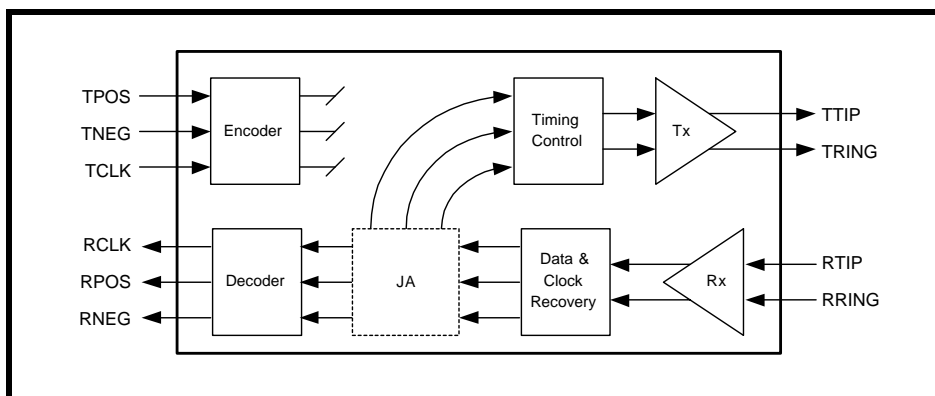 TPOS
TNEG
TCLK
Encoder
Timing
Control
Tx
TTIP
TRING
RCLK
RPOS
RNEG
Decoder
JA
Data &
Clock
Recovery
Rx
RTIP
RRING